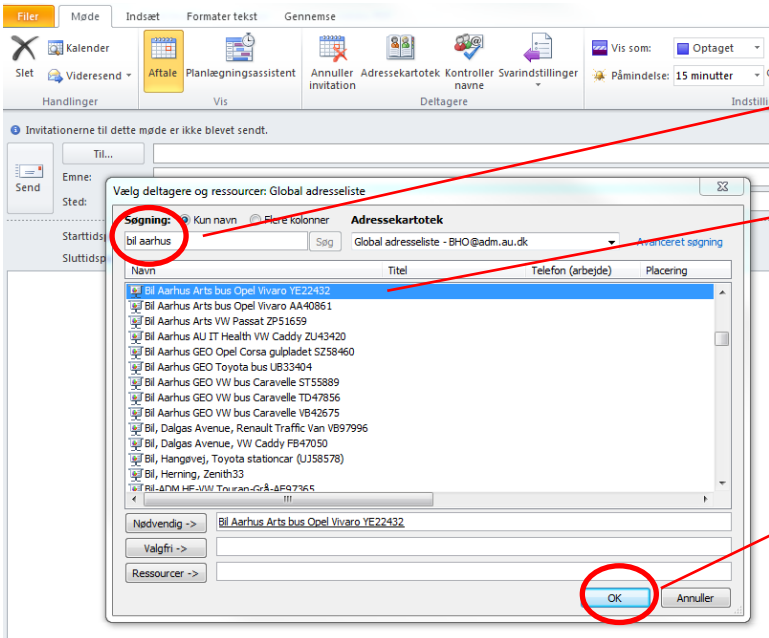 Filer Møde Indsæt Formater tekst Gennemse
Slet Kalender Videresend Aftale Planlægningsassistent Annuller invitation Adressekartotek Kontroller navne Svarindstillinger Vis som: Optaget Påmindelse: 15 minutter
Handlinger Vis Deltagere
Invitationerne til dette møde er ikke blevet sendt.
Send
Til...
Emne:
Sted:
Vælg deltagere og ressourcer: Global adresseliste
Søgning: Kun navn Flere kolonner Adressekartotek
bil aarhus Søg Global adresseliste - BHO@adm.au.dk Avanceret søgning
Navn Titel Telefon (arbejde) Placering
Bil Aarhus Arts bus Opel Vivaro YE22432
Bil Aarhus Arts bus Opel Vivaro AA40861
Bil Aarhus Arts VW Passat ZP51659
Bil Aarhus AU IT Health VW Caddy ZU43420
Bil Aarhus GEO Opel Corsa gulpladet SZ58460
Bil Aarhus GEO Toyota bus UB33404
Bil Aarhus GEO VW bus Caravelle ST55889
Bil Aarhus GEO VW bus Caravelle TD47856
Bil Aarhus GEO VW bus Caravelle VB42675
Bil, Dalgas Avenue, Renault Traffic Van VB97996
Bil, Dalgas Avenue, VW Caddy FB47050
Bil, Hangøvej, Toyota stationcar (UJ58578)
Bil, Herning, Zenith33
Bil-ADM HE-VW Touran-Grå-AE97365
Nødvendig -> Bil Aarhus Arts bus Opel Vivaro YE22432
Valgfri ->
Ressourcer ->
OK Annuller